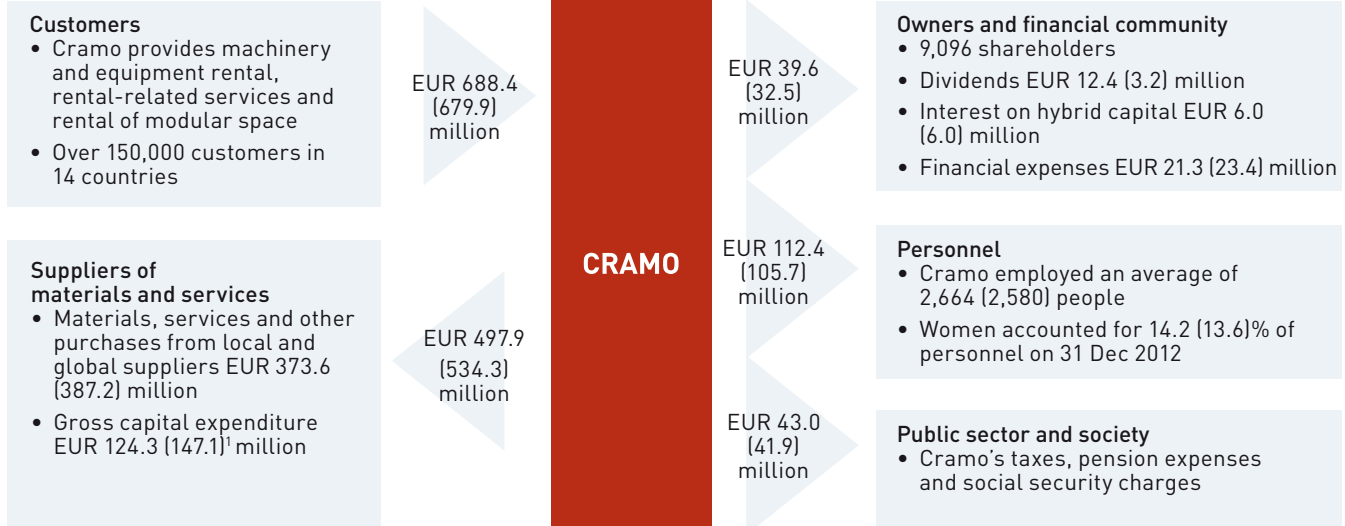 Customers
• Cramo provides machinery
and equipment rental,
rental-related services and
rental of modular space
• Over 150,000 customers in
14 countries
EUR 688.4
(679.9)
million
Suppliers of
materials and services
• Materials, services and other
purchases from local and
global suppliers EUR 373.6
(387.2) million
• Gross capital expenditure
EUR 124.3 (147.1)¹ million
EUR 497.9
(534.3)
million
CRAMO
EUR 39.6
(32.5)
million
Owners and financial community
• 9,096 shareholders
• Dividends EUR 12.4 (3.2) million
• Interest on hybrid capital EUR 6.0
(6.0) million
• Financial expenses EUR 21.3 (23.4) million
EUR 112.4
(105.7)
million
Personnel
• Cramo employed an average of
2,664 (2,580) people
• Women accounted for 14.2 (13.6)% of
personnel on 31 Dec 2012
EUR 43.0
(41.9)
million
Public sector and society
• Cramo’s taxes, pension expenses
and social security charges